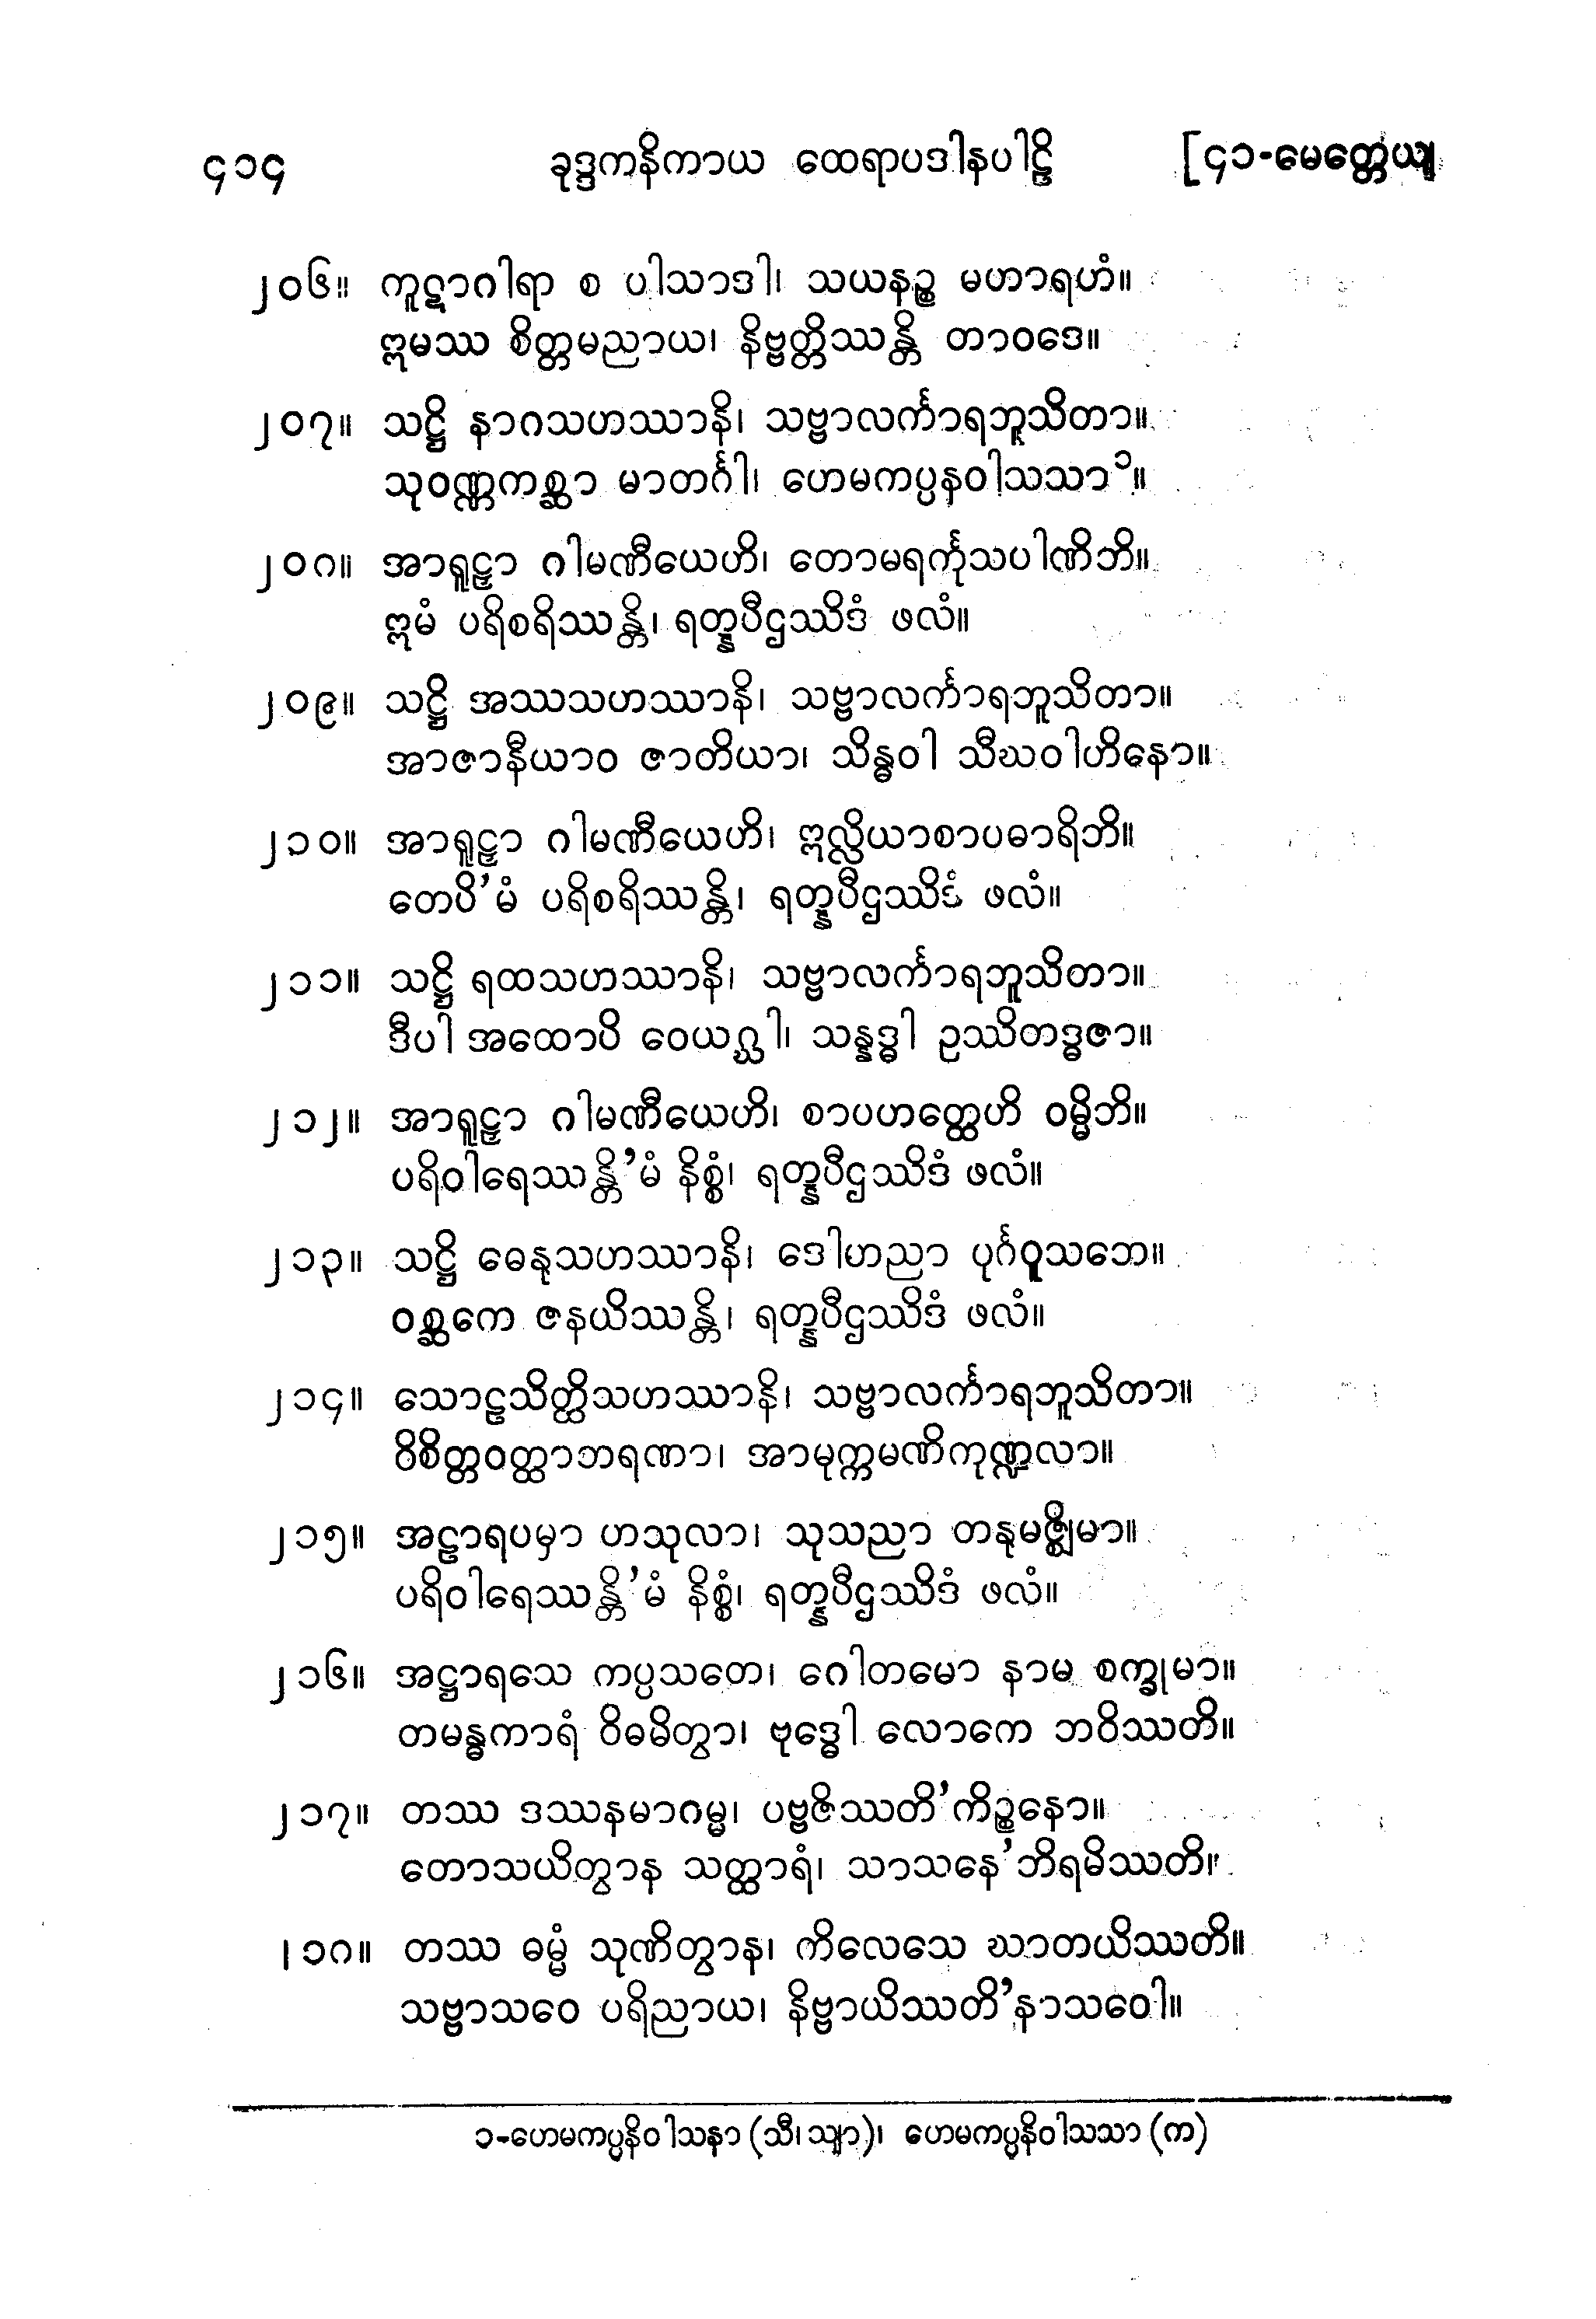 ၄၁၄ ခုဒ္ဒကနိကာယ ထေရာပဒါနပါဠိ [၄၁-မေတ္တေယျ
၂၀၆။ ကူဋာဂါရာ စ ပါသာဒါ၊ သယနဉ္စ မဟာရဟံ။
ဣမဿ စိတ္တမညာယ၊ နိဗ္ဗတ္တိဿန္တိ တာဝဒေ။
၂၀၇။ သဋ္ဌိ နာဂသဟဿာနိ၊ သဗ္ဗာလင်္ကာရဘူသိတာ။
သုဝဏ္ဏကစ္ဆာ မာတင်္ဂါ၊ ဟေမကပ္ပနဝါသသာ ၁။
၂၀၈။ အာရူဠှာ ဂါမဏီယေဟိ၊ တောမရင်္ကုသပါဏိဘိ။
ဣမံ ပရိစရိဿန္တိ၊ ရတ္နပီဌဿိဒံ ဖလံ။
၂၀၉။ သဋ္ဌိ အဿသဟဿာနိ၊ သဗ္ဗာလင်္ကာရဘူသိတာ။
အာဇာနီယာဝ ဇာတိယာ၊ သိန္ဓဝါ သီဃဝါဟိနော။
၂၁၀။ အာရူဠှာ ဂါမဏီယေဟိ၊ ဣလ္လိယာစာပဓာရိဘိ။
တေပိ’မံ ပရိစရိဿန္တိ၊ ရတ္နပီဌဿိဒံ ဖလံ။
၂၁၁။ သဋ္ဌိ ရထသဟဿာနိ၊ သဗ္ဗာလင်္ကာရဘူသိတာ။
ဒီပါ အထောပိ ဝေယဂ္ဃါ၊ သန္နဒ္ဓါ ဥဿိတဒ္ဓဇာ။
၂၁၂။ အာရူဠှာ ဂါမဏီယေဟိ၊ စာပဟတ္ထေဟိ ဝမ္မိဘိ။
ပရိဝါရေဿန္တိ’မံ နိစ္စံ၊ ရတ္နပီဌဿိဒံ ဖလံ။
၂၁၃။ သဋ္ဌိ ဓေနုသဟဿာနိ၊ ဒေါဟညာ ပုင်္ဂဝူသဘေ။
ဝစ္ဆကေ ဇနယိဿန္တိ၊ ရတ္နပီဌဿိဒံ ဖလံ။
၂၁၄။ သောဠသိတ္ထိသဟဿာနိ၊ သဗ္ဗာလင်္ကာရဘူသိတာ။
ဝိစိတ္တဝတ္ထာဘရဏာ၊ အာမုက္ကမဏိကုဏ္ဍလာ။
၂၁၅။ အဠာရပမှာ ဟသုလာ၊ သုသညာ တနုမဇ္ဈိမာ။
ပရိဝါရေဿန္တိ’မံ နိစ္စံ၊ ရတ္နပီဌဿိဒံ ဖလံ။
၂၁၆။ အဋ္ဌာရသေ ကပ္ပသတေ၊ ဂေါတမော နာမ စက္ခုမာ။
တမန္ဓကာရံ ဝိဓမိတွာ၊ ဗုဒ္ဓေါ လောကေ ဘဝိဿတိ။
၂၁၇။ တဿ ဒဿနမာဂမ္မ၊ ပဗ္ဗဇိဿတိ’ကိဉ္စနော။
တောသယိတွာန သတ္ထာရံ၊ သာသနေ’ဘိရမိဿတိ။
၂၁၈။ တဿ ဓမ္မံ သုဏိတွာန၊ ကိလေသေ ဃာတယိဿတိ။
သဗ္ဗာသဝေ ပရိညာယ၊ နိဗ္ဗာယိဿတိ’နာသဝေါ။
၁-ဟေမကပ္ပနိဝါသနာ (သီ၊ သျာ)၊ ဟေမကပ္ပနိဝါသသာ (က)